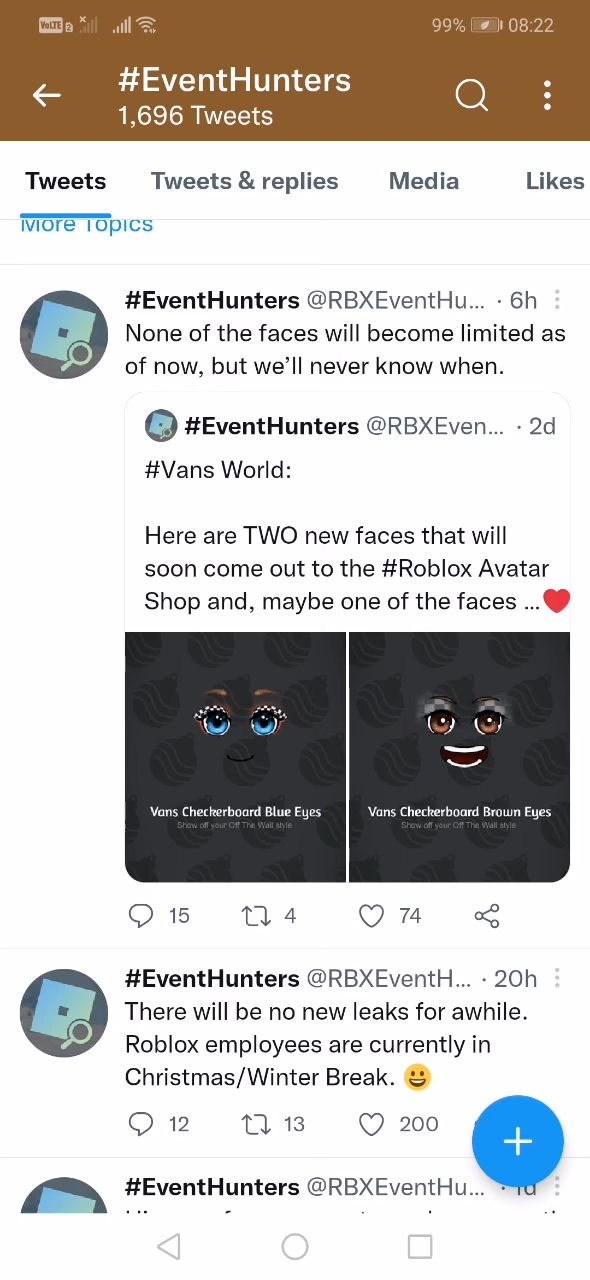 VoLTE 2
99% 08:22
#EventHunters
1,696 Tweets
Tweets Tweets & replies Media Likes
More Topics
#EventHunters @RBXEventHu... · 6h
None of the faces will become limited as
of now, but we’ll never know when.
#EventHunters @RBXEven... · 2d
#Vans World:
Here are TWO new faces that will
soon come out to the #Roblox Avatar
Shop and, maybe one of the faces ...❤️
Vans Checkerboard Blue Eyes
Show off your Off The Wall style
Vans Checkerboard Brown Eyes
Show off your Off The Wall style
15 4 74
#EventHunters @RBXEventH... · 20h
There will be no new leaks for awhile.
Roblox employees are currently in
Christmas/Winter Break. 😀
12 13 200
#EventHunters @RBXEventHu... · 1d